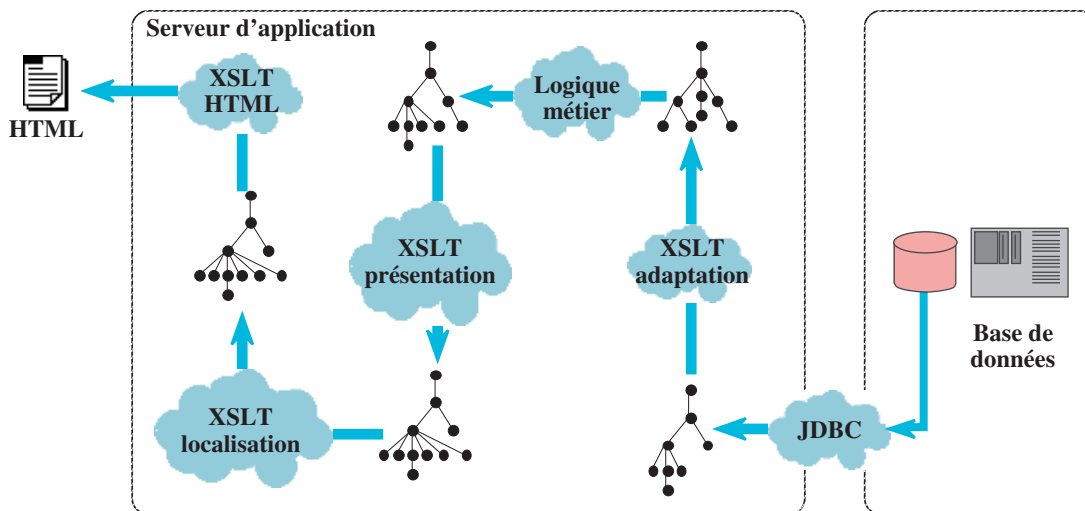 Serveur d'application
XSLT
HTML
HTML
Logique
métier
XSLT
présentation
XSLT
adaptation
XSLT
localisation
JDBC
Base de
données